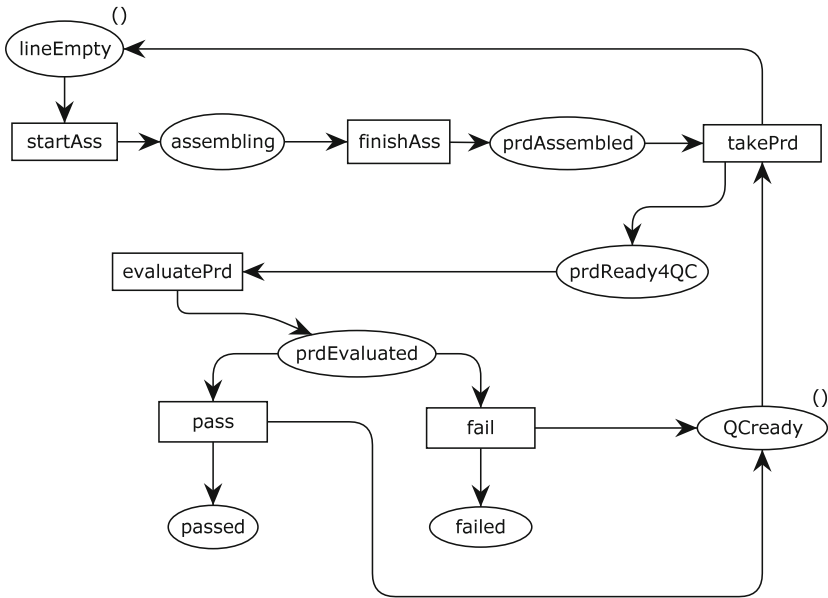 ()
lineEmpty
startAss
assembling
finishAss
prdAssembled
takePrd
evaluatePrd
prdReady4QC
prdEvaluated
()
pass
fail
QCready
passed
failed